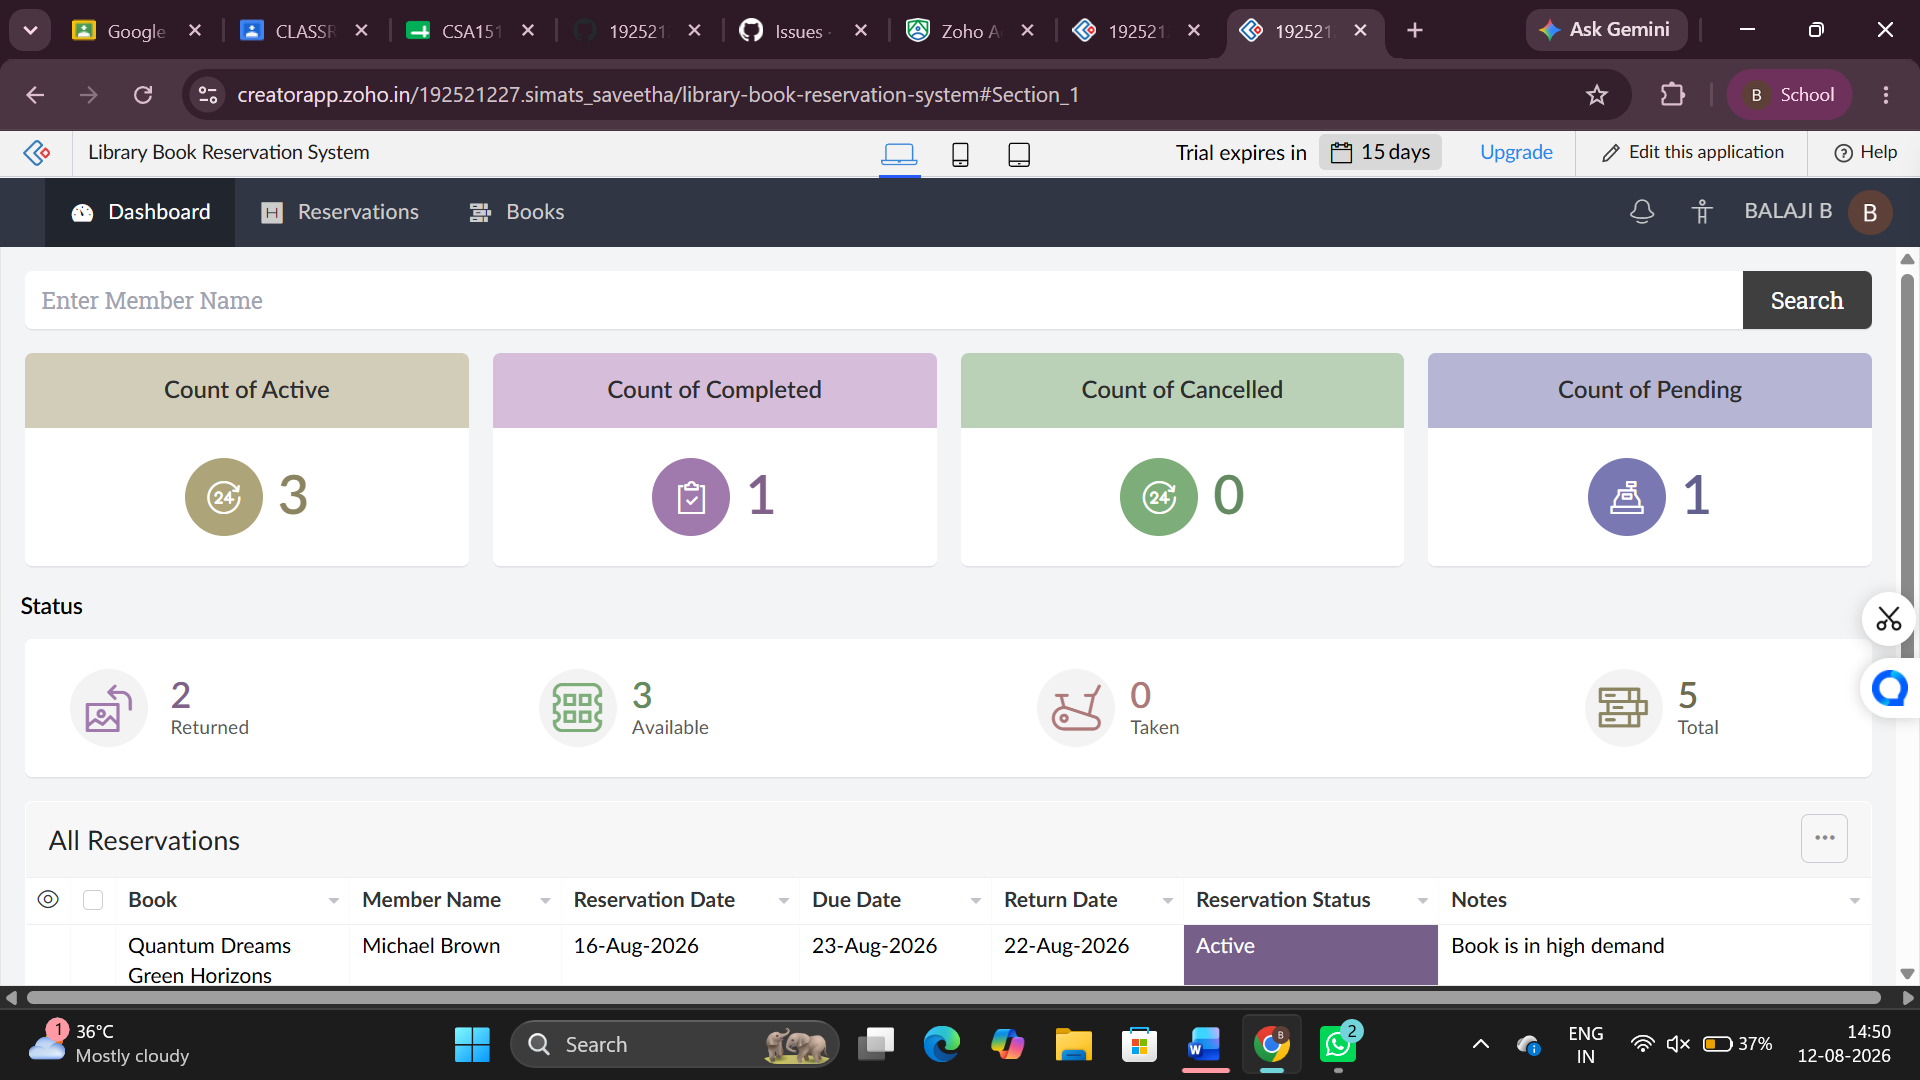 Google
CLASSR
CSA151
192521
Issues
Zoho A
192521
192521
Ask Gemini
creatorapp.zoho.in/192521227.simats_saveetha/library-book-reservation-system#Section_1
B School
Library Book Reservation System
Trial expires in 15 days
Upgrade
Edit this application
Help
Dashboard
Reservations
Books
BALAJI B
B
Enter Member Name
Search
Count of Active
Count of Completed
Count of Cancelled
Count of Pending
24 3
1
24 0
1
Status
2
Returned
3
Available
0
Taken
5
Total
All Reservations
Book Member Name Reservation Date Due Date Return Date Reservation Status Notes
Quantum Dreams Michael Brown 16-Aug-2026 23-Aug-2026 22-Aug-2026 Active Book is in high demand
Green Horizons
1
36°C
Mostly cloudy
Search
2
ENG
IN
37%
14:50
12-08-2026